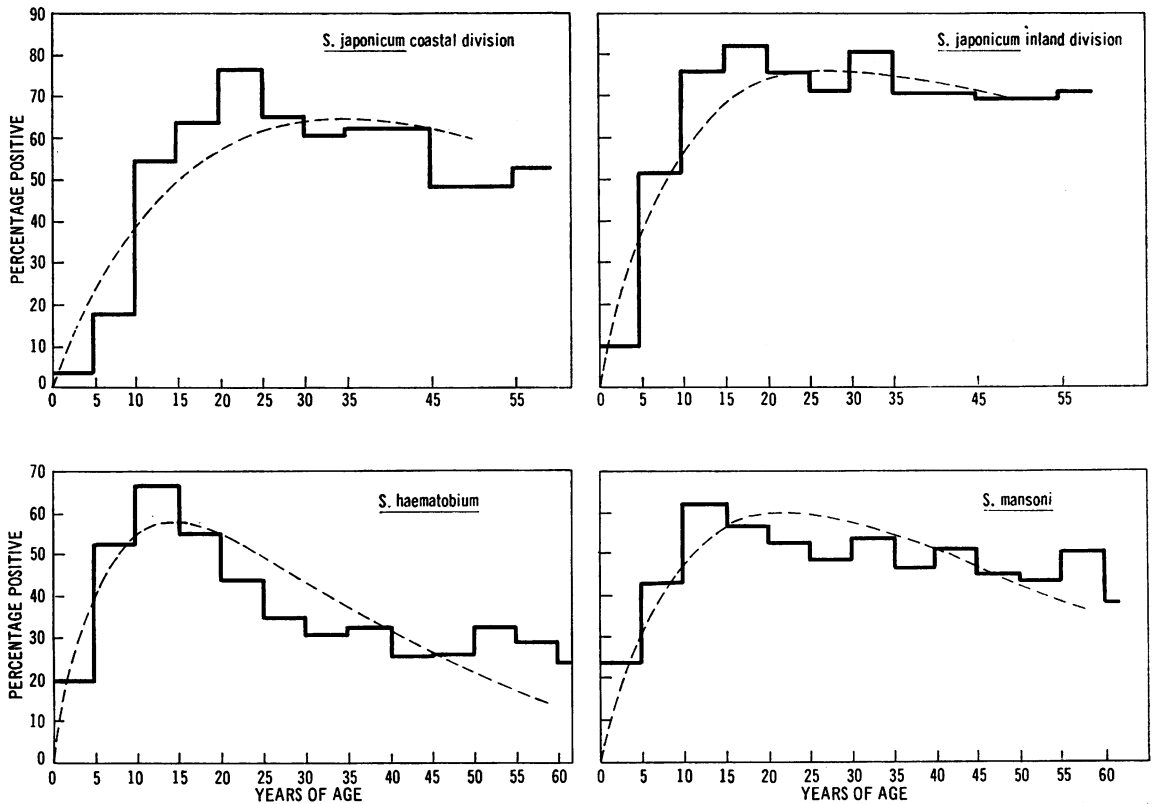 S. japonicum coastal division
PERCENTAGE POSITIVE
90
80
70
60
50
40
30
20
10
0
0 5 10 15 20 25 30 35 45 55
S. japonicum inland division
0 5 10 15 20 25 30 35 45 55
S. haematobium
PERCENTAGE POSITIVE
70
60
50
40
30
20
10
0
0 5 10 15 20 25 30 35 40 45 50 55 60
YEARS OF AGE
S. mansoni
0 5 10 15 20 25 30 35 40 45 50 55 60
YEARS OF AGE